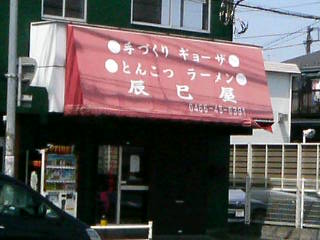 手づくり ギョーザ
とんこつ ラーメン
辰巳屋